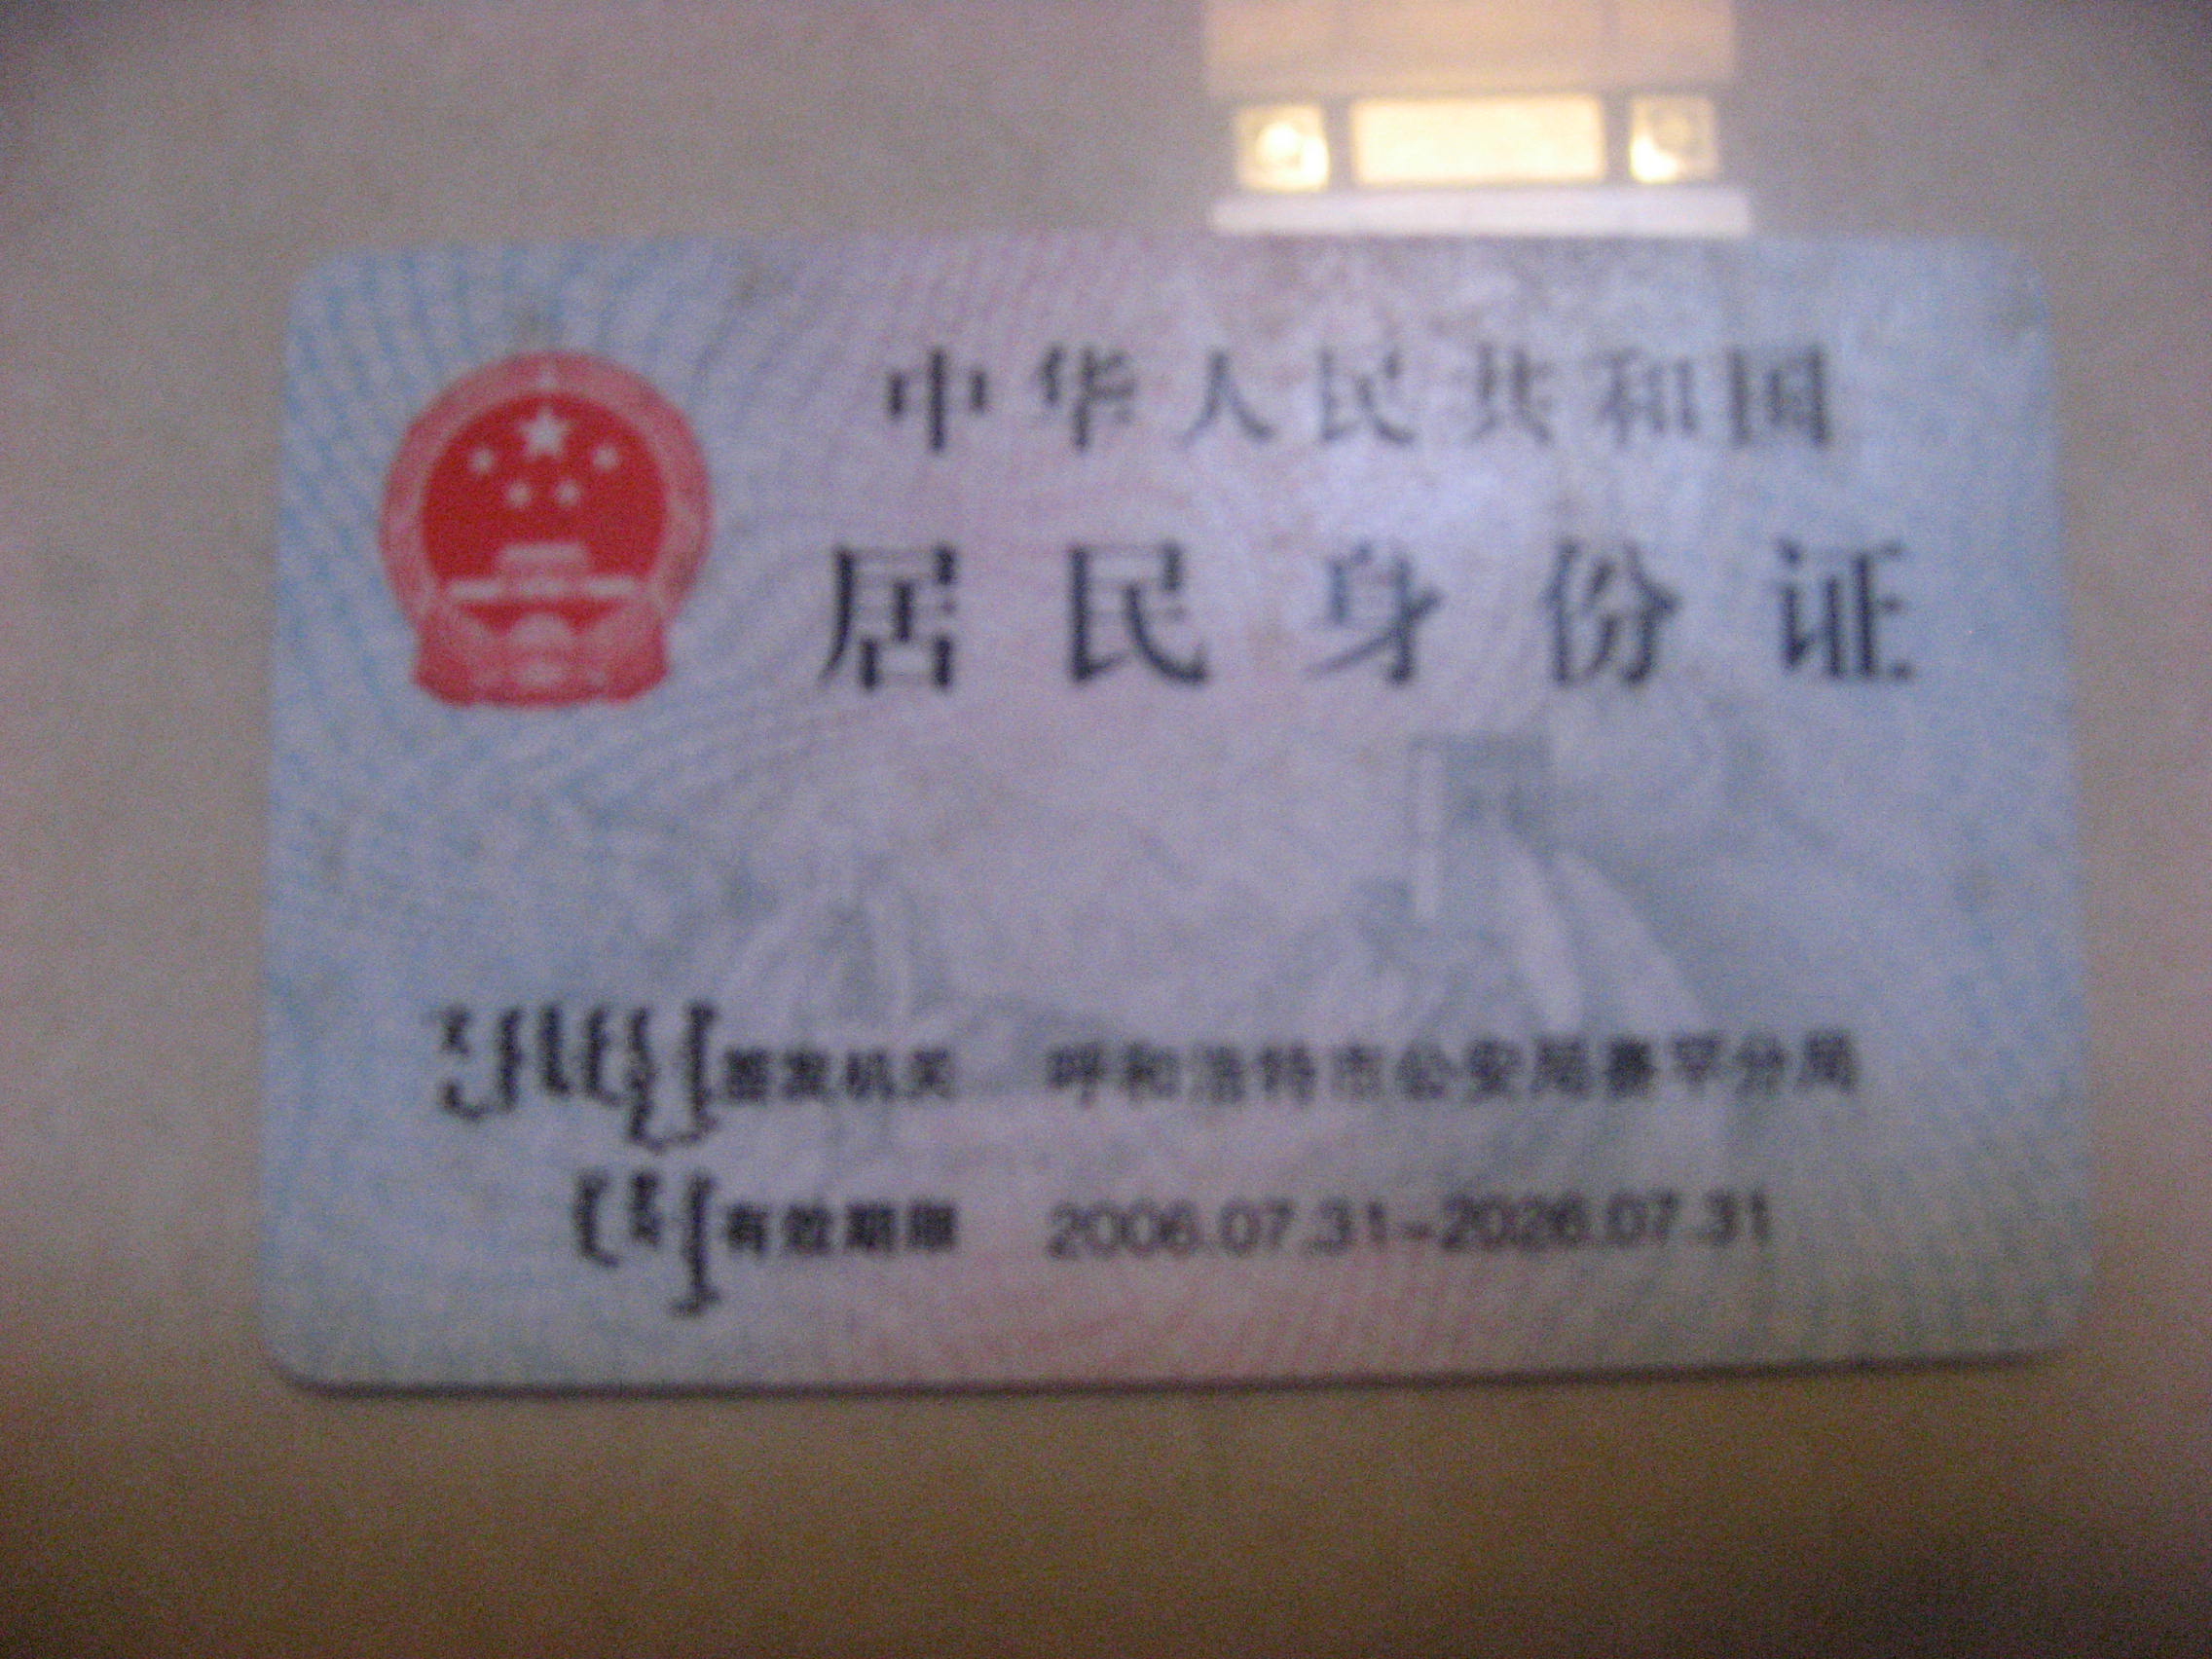 中华人民共和国
居民身份证
签发机关 呼和浩特市公安局赛罕分局
有效期限 2006.07.31-2026.07.31